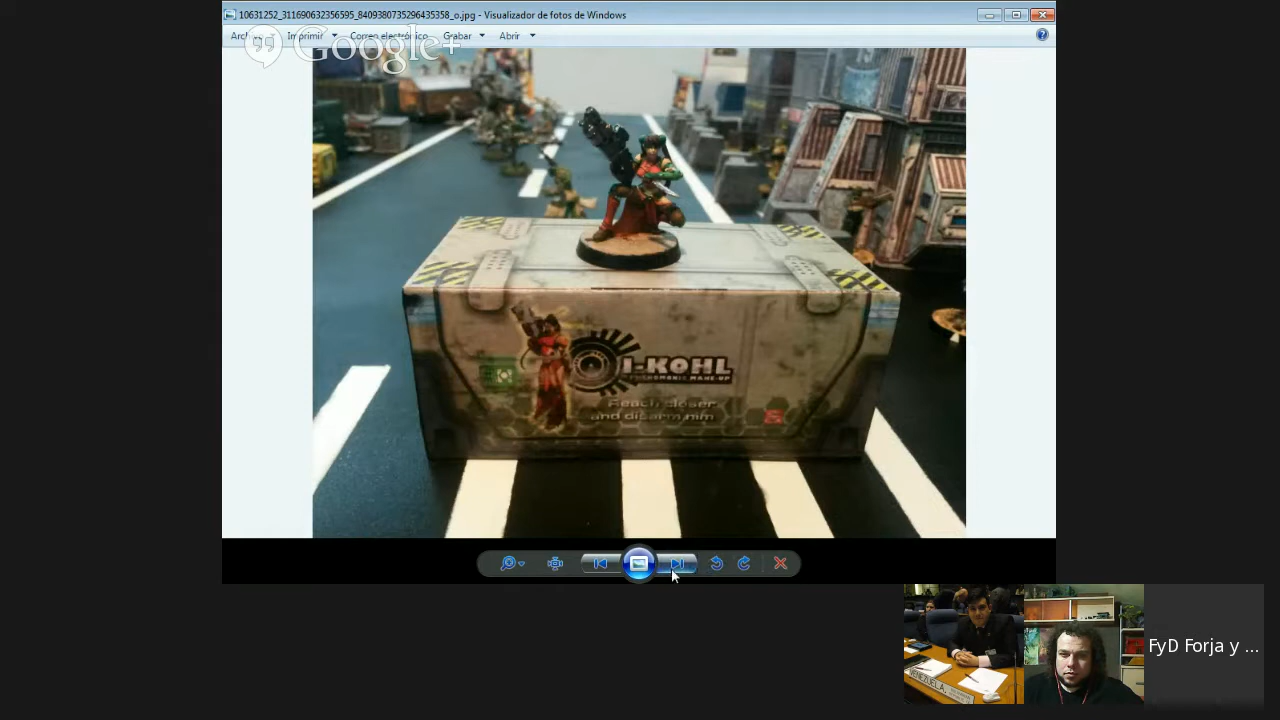 10631252_311690632356595_8409380735296435358_o.jpg - Visualizador de fotos de Windows
Imprimir Correo electrónico Grabar Abrir
Google+
I-KOHL
Reach closer
and disarm him
VENEZUELA
FyD Forja y ...